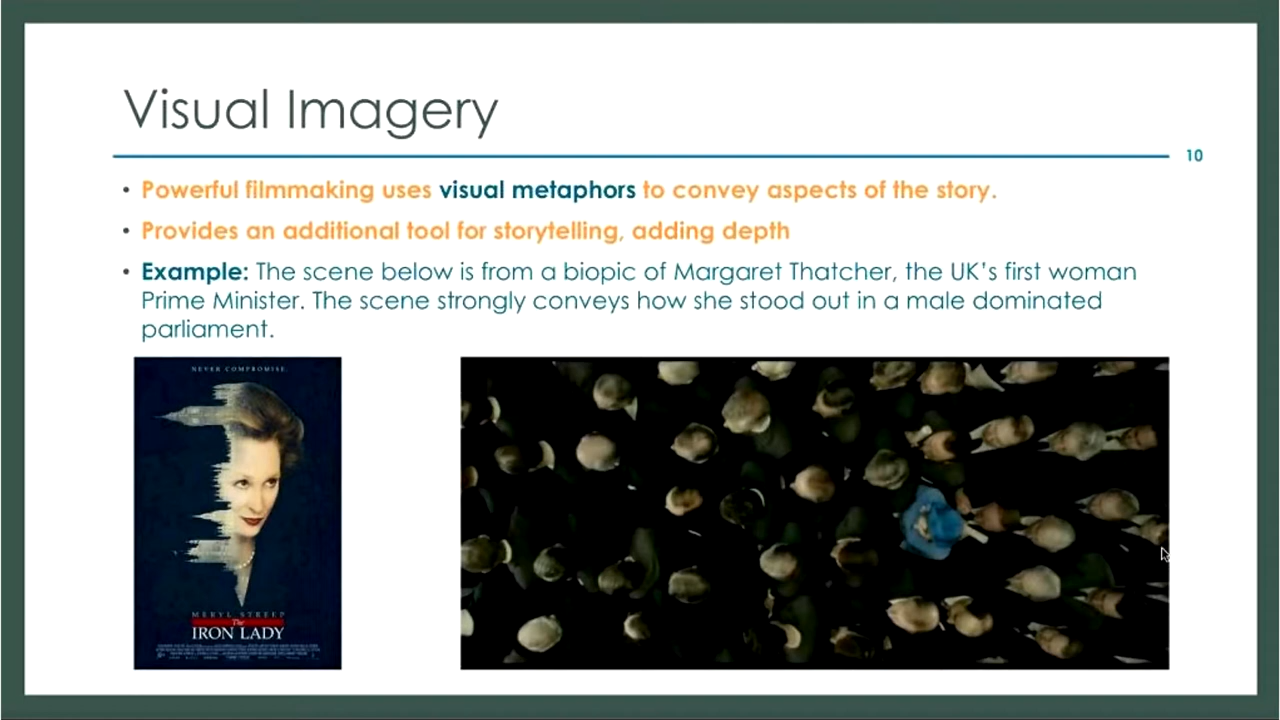 Visual Imagery
10
• Powerful filmmaking uses visual metaphors to convey aspects of the story.
• Provides an additional tool for storytelling, adding depth
• Example: The scene below is from a biopic of Margaret Thatcher, the UK’s first woman
Prime Minister. The scene strongly conveys how she stood out in a male dominated
parliament.
NEVER COMPROMISE.
MERYL STREEP
The
IRON LADY